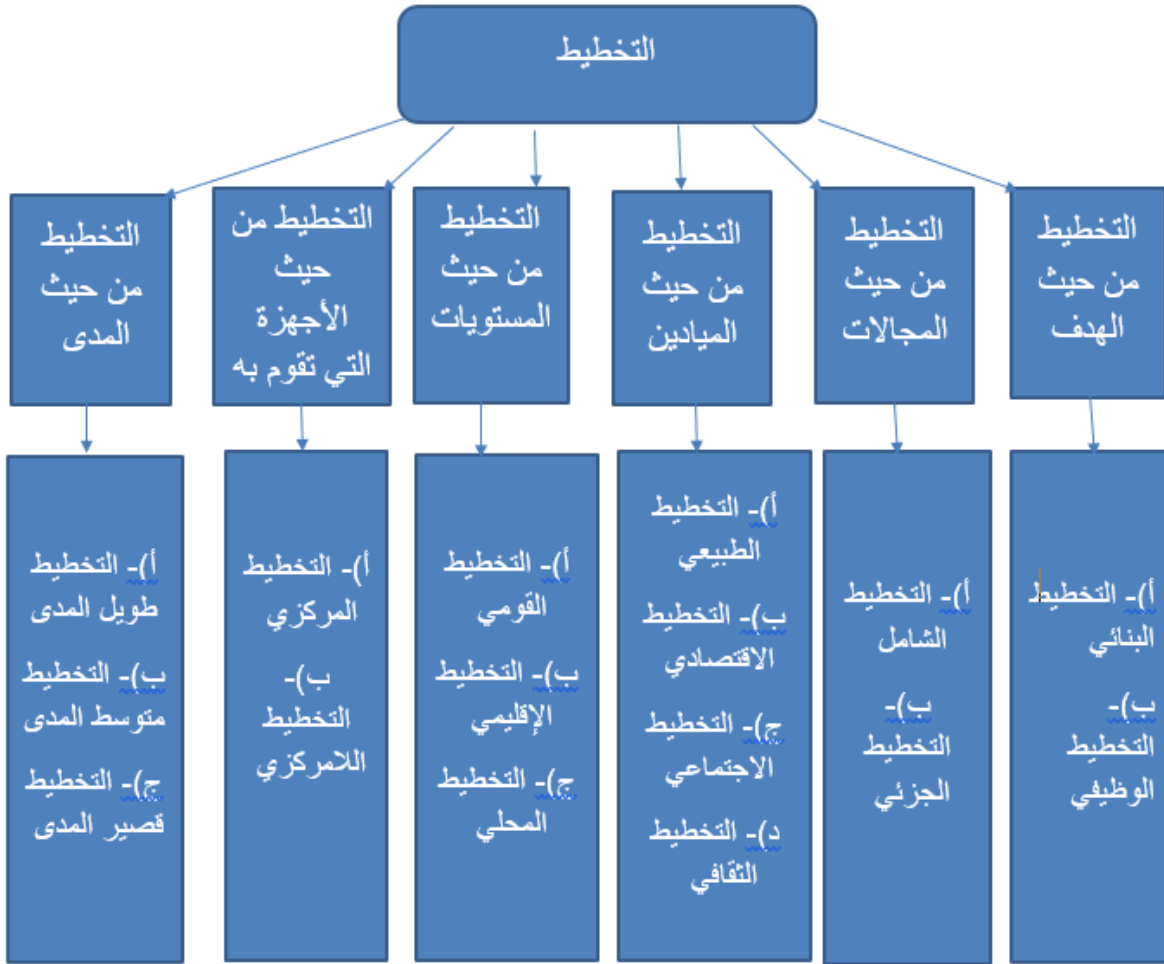 التخطيط
التخطيط
من حيث
الهدف
التخطيط
من حيث
المجالات
التخطيط
من حيث
الميادين
التخطيط
من حيث
المستويات
التخطيط من
حيث
الأجهزة
التي تقوم به
التخطيط
من حيث
المدى
أ)- التخطيط
البنائي
ب)-
التخطيط
الوظيفي
أ)- التخطيط
الشامل
ب)-
التخطيط
الجزئي
أ)- التخطيط
الطبيعي
ب)- التخطيط
الاقتصادي
ج)- التخطيط
الاجتماعي
د)- التخطيط
الثقافي
أ)- التخطيط
القومي
ب)- التخطيط
الإقليمي
ج)- التخطيط
المحلي
أ)- التخطيط
المركزي
ب)-
التخطيط
اللامركزي
أ)- التخطيط
طويل المدى
ب)- التخطيط
متوسط المدى
ج)- التخطيط
قصير المدى